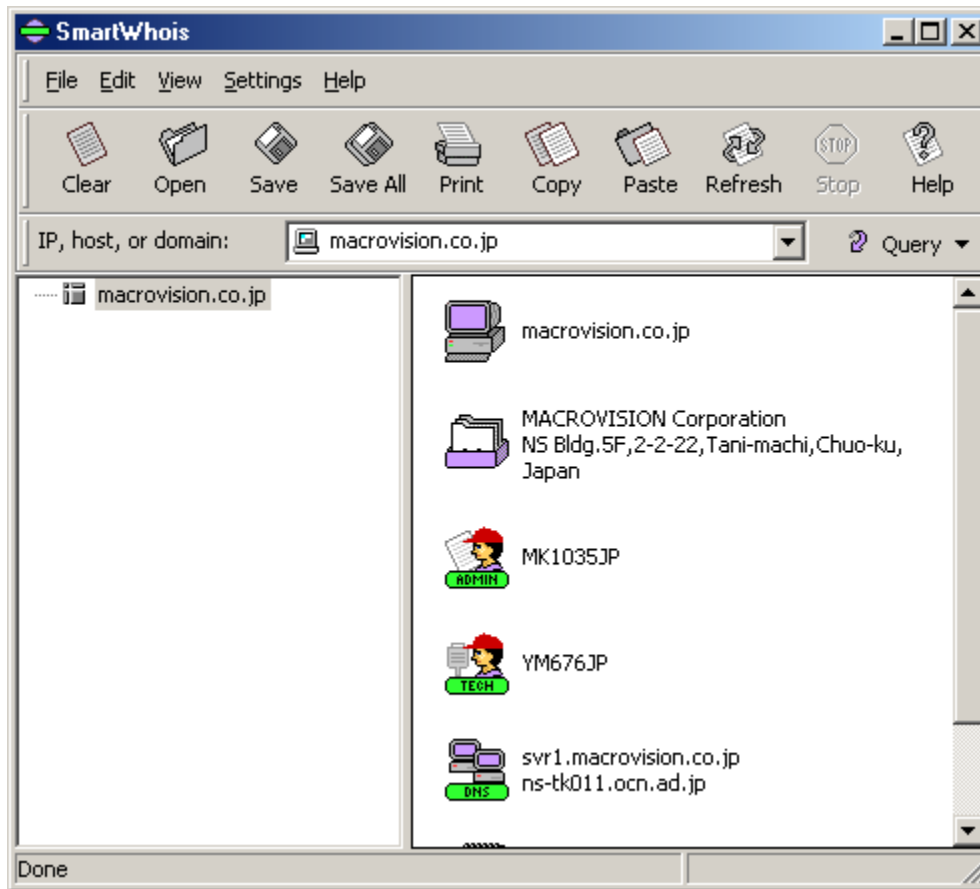 SmartWhois
File Edit View Settings Help
Clear Open Save Save All Print Copy Paste Refresh STOP Stop Help
IP, host, or domain: macrovision.co.jp Query
macrovision.co.jp
macrovision.co.jp
MACROVISION Corporation
NS Bldg.5F,2-2-22,Tani-machi,Chuo-ku,
Japan
ADMIN MK1035JP
TECH YM676JP
svr1.macrovision.co.jp
ns-tk011.ocn.ad.jp
DNS
Done